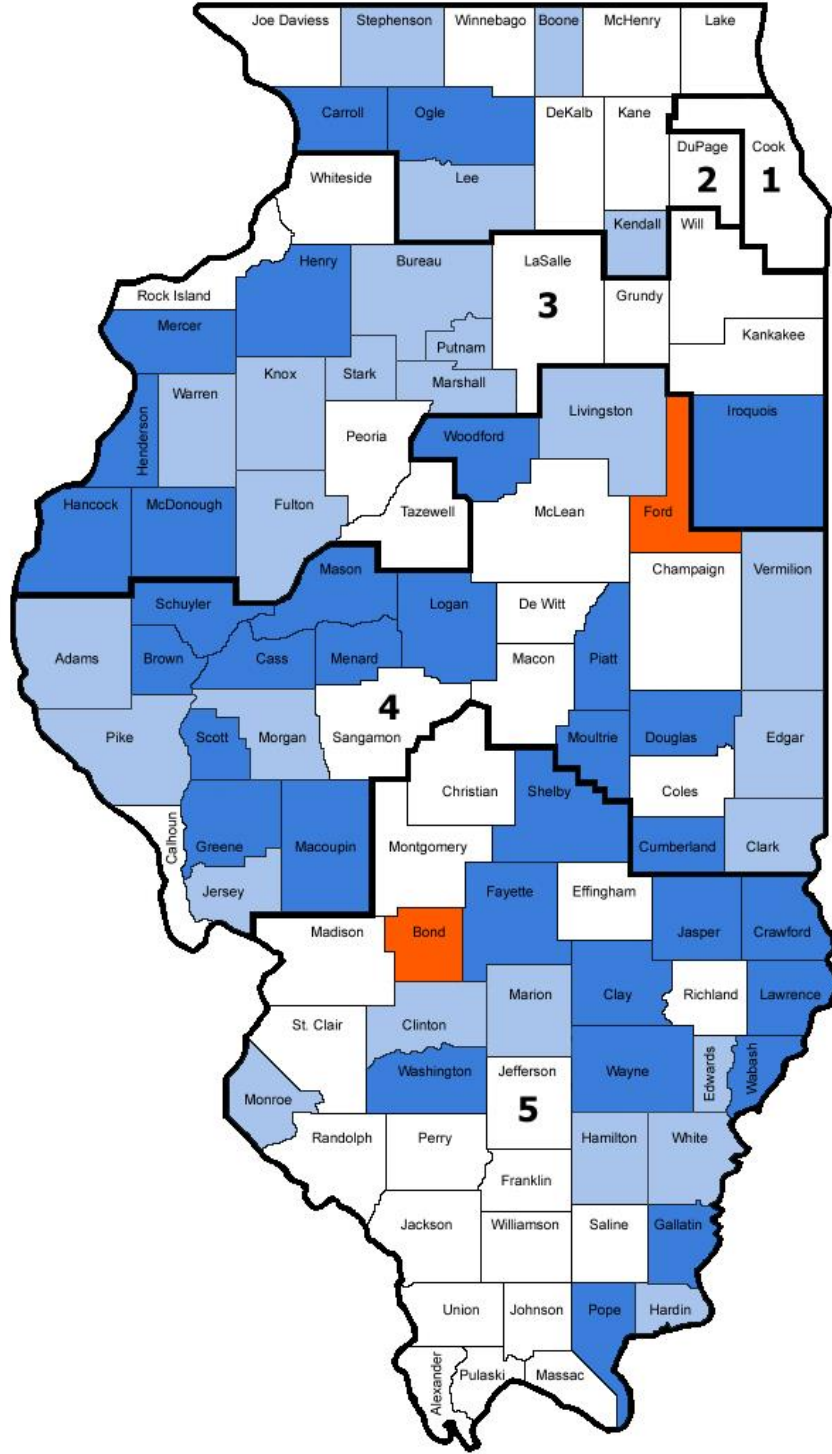 Joe Daviess
Stephenson
Winnebago
Boone
McHenry
Lake
Carroll
Ogle
DeKalb
Kane
DuPage
2
Cook
1
Whiteside
Lee
Kendall
Will
Henry
Bureau
LaSalle
3
Rock Island
Grundy
Mercer
Putnam
Kankakee
Knox
Stark
Marshall
Warren
Henderson
Peoria
Woodford
Livingston
Iroquois
Hancock
McDonough
Fulton
Tazewell
McLean
Ford
Mason
Champaign
Vermilion
Schuyler
Logan
De Witt
Adams
Brown
Cass
Menard
Macon
Piatt
4
Pike
Scott
Morgan
Sangamon
Moultrie
Douglas
Edgar
Christian
Shelby
Coles
Calhoun
Greene
Macoupin
Montgomery
Cumberland
Clark
Jersey
Fayette
Effingham
Madison
Bond
Jasper
Crawford
Marion
Clay
Richland
Lawrence
St. Clair
Clinton
Washington
Jefferson
5
Wayne
Edwards
Wabash
Monroe
Randolph
Perry
Hamilton
White
Franklin
Jackson
Williamson
Saline
Gallatin
Union
Johnson
Pope
Hardin
Alexander
Pulaski
Massac